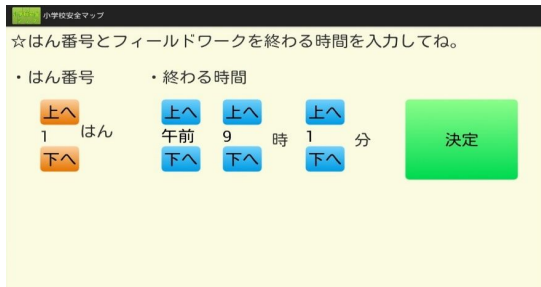 小学校安全マップ
☆はん番号とフィールドワークを終わる時間を入力してね。
・はん番号 ・終わる時間
上へ 上へ 上へ 上へ
1 はん 午前 9 時 1 分 決定
下へ 下へ 下へ 下へ